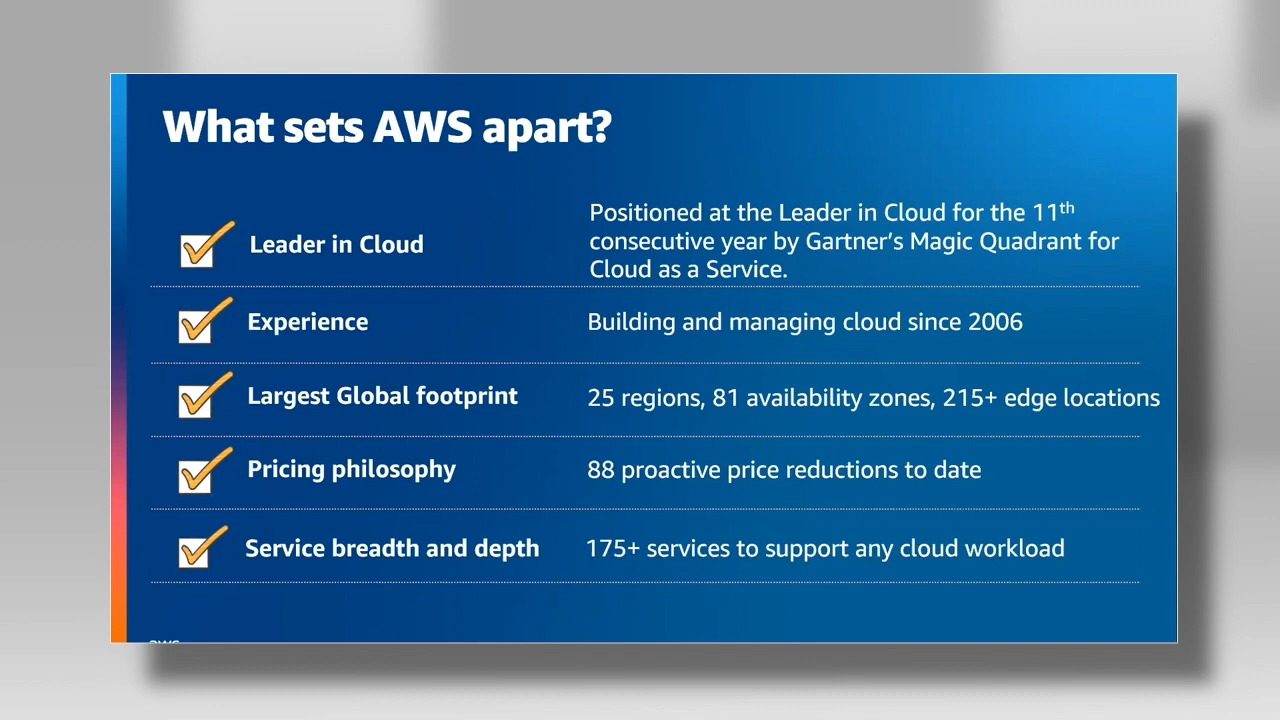 What sets AWS apart?
Leader in Cloud
Positioned at the Leader in Cloud for the 11th
consecutive year by Gartner's Magic Quadrant for
Cloud as a Service.
Experience
Building and managing cloud since 2006
Largest Global footprint
25 regions, 81 availability zones, 215+ edge locations
Pricing philosophy
88 proactive price reductions to date
Service breadth and depth
175+ services to support any cloud workload